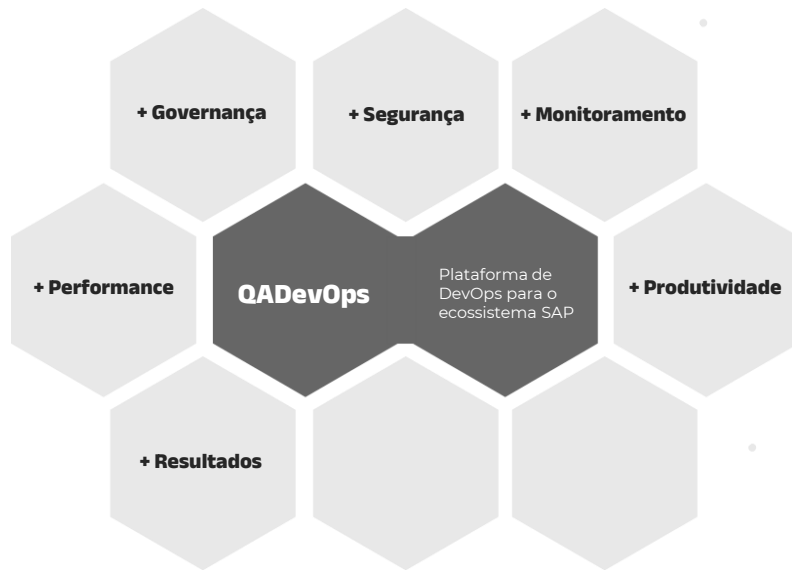 + Governança
+ Segurança
+ Monitoramento
+ Performance
QADevOps
Plataforma de
DevOps para o
ecossistema SAP
+ Produtividade
+ Resultados